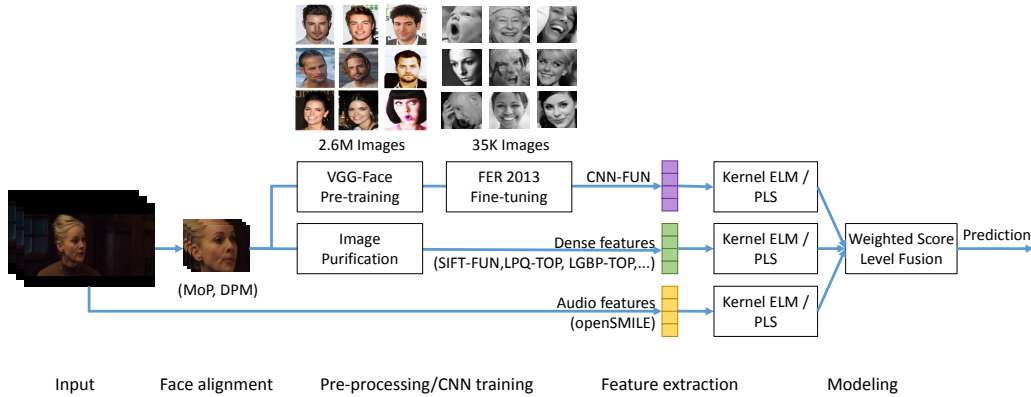 2.6M Images
35K Images
VGG-Face
Pre-training
FER 2013
Fine-tuning
CNN-FUN
Kernel ELM /
PLS
Image
Purification
Dense features
(SIFT-FUN,LPQ-TOP, LGBP-TOP,...)
Kernel ELM /
PLS
Weighted Score
Level Fusion
Prediction
(MoP, DPM)
Audio features
(openSMILE)
Kernel ELM /
PLS
Input
Face alignment
Pre-processing/CNN training
Feature extraction
Modeling